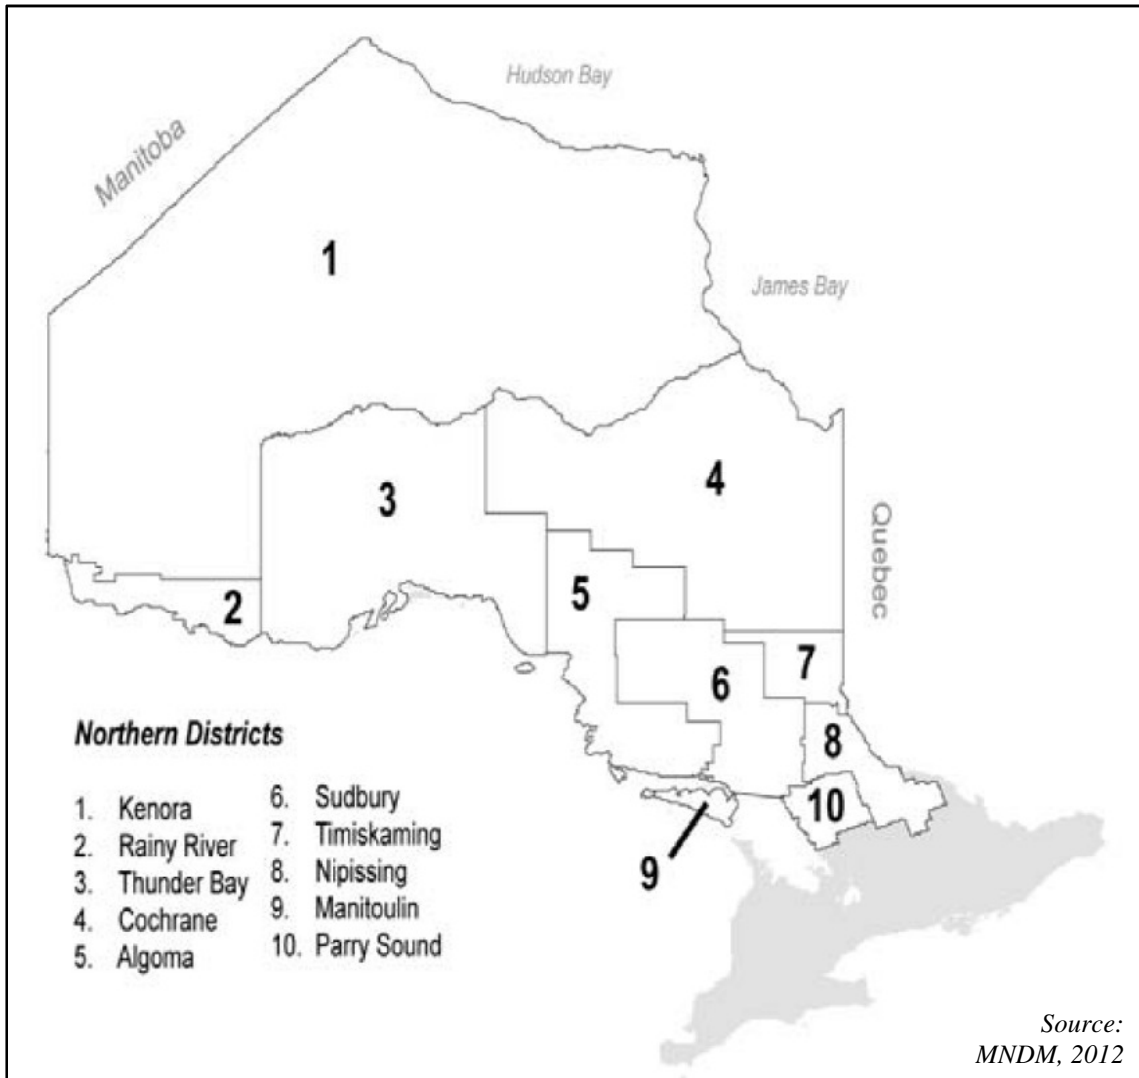 Hudson Bay
Manitoba
1
James Bay
3
4
Quebec
5
2
7
6
8
10
9
Northern Districts
1. Kenora
2. Rainy River
3. Thunder Bay
4. Cochrane
5. Algoma
6. Sudbury
7. Timiskaming
8. Nipissing
9. Manitoulin
10. Parry Sound
Source:
MNDM, 2012